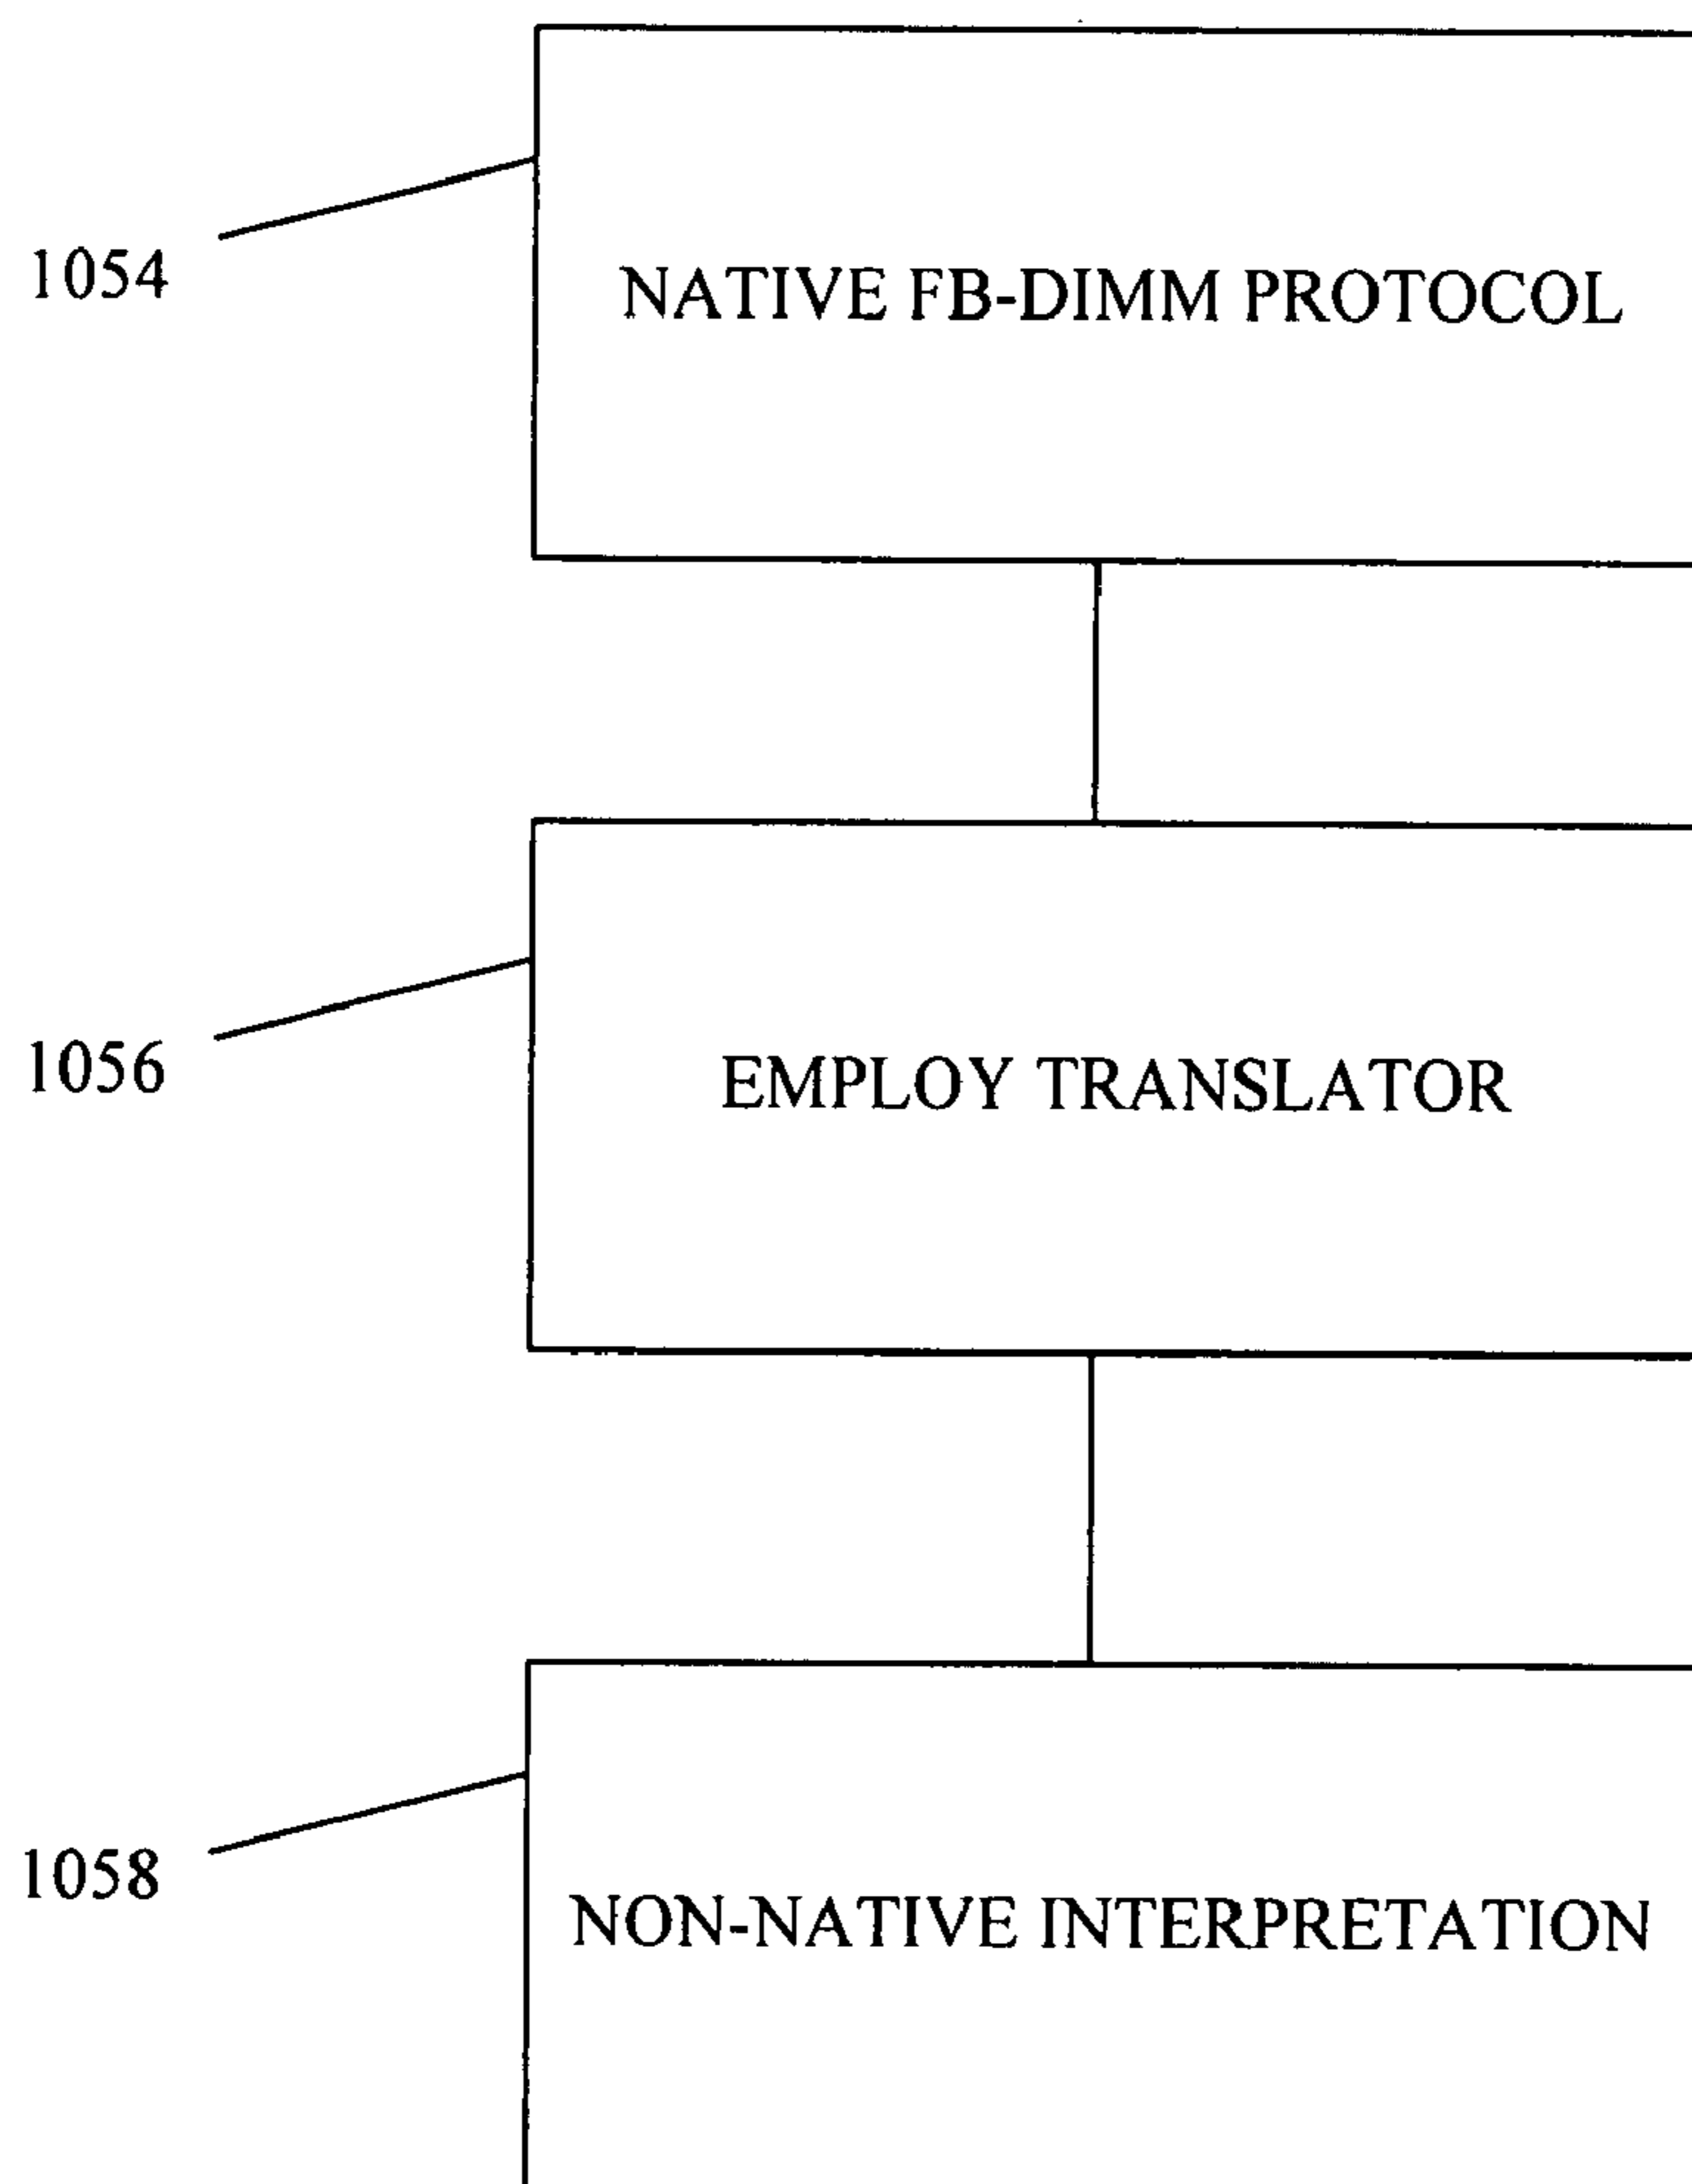 1054
NATIVE FB-DIMM PROTOCOL
1056
EMPLOY TRANSLATOR
1058
NON-NATIVE INTERPRETATION